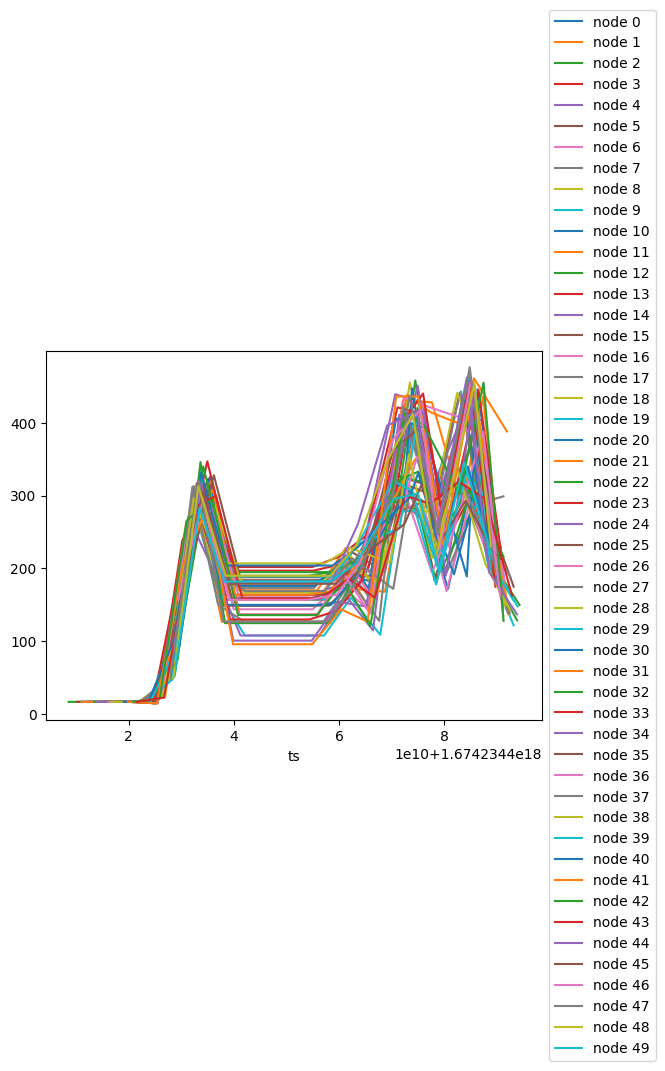 400
300
200
100
0
2
4
6
8
1e10+1.6742344e18
ts
node 0
node 1
node 2
node 3
node 4
node 5
node 6
node 7
node 8
node 9
node 10
node 11
node 12
node 13
node 14
node 15
node 16
node 17
node 18
node 19
node 20
node 21
node 22
node 23
node 24
node 25
node 26
node 27
node 28
node 29
node 30
node 31
node 32
node 33
node 34
node 35
node 36
node 37
node 38
node 39
node 40
node 41
node 42
node 43
node 44
node 45
node 46
node 47
node 48
node 49